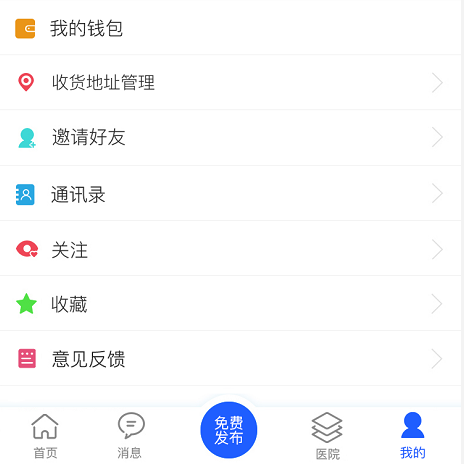 我的钱包
收货地址管理
邀请好友
通讯录
关注
收藏
意见反馈
首页
消息
免费
发布
医院
我的